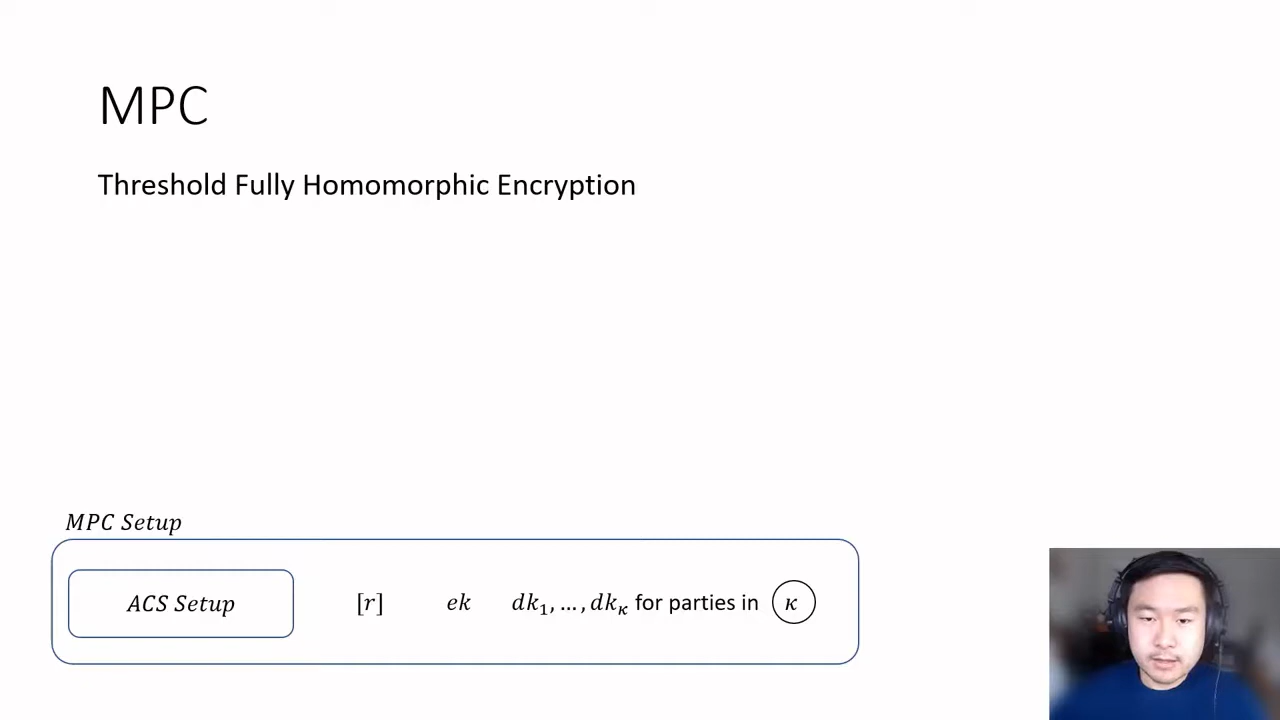 MPC
Threshold Fully Homomorphic Encryption
MPC Setup
ACS Setup [r] ek dk₁, …, dkκ for parties in κ